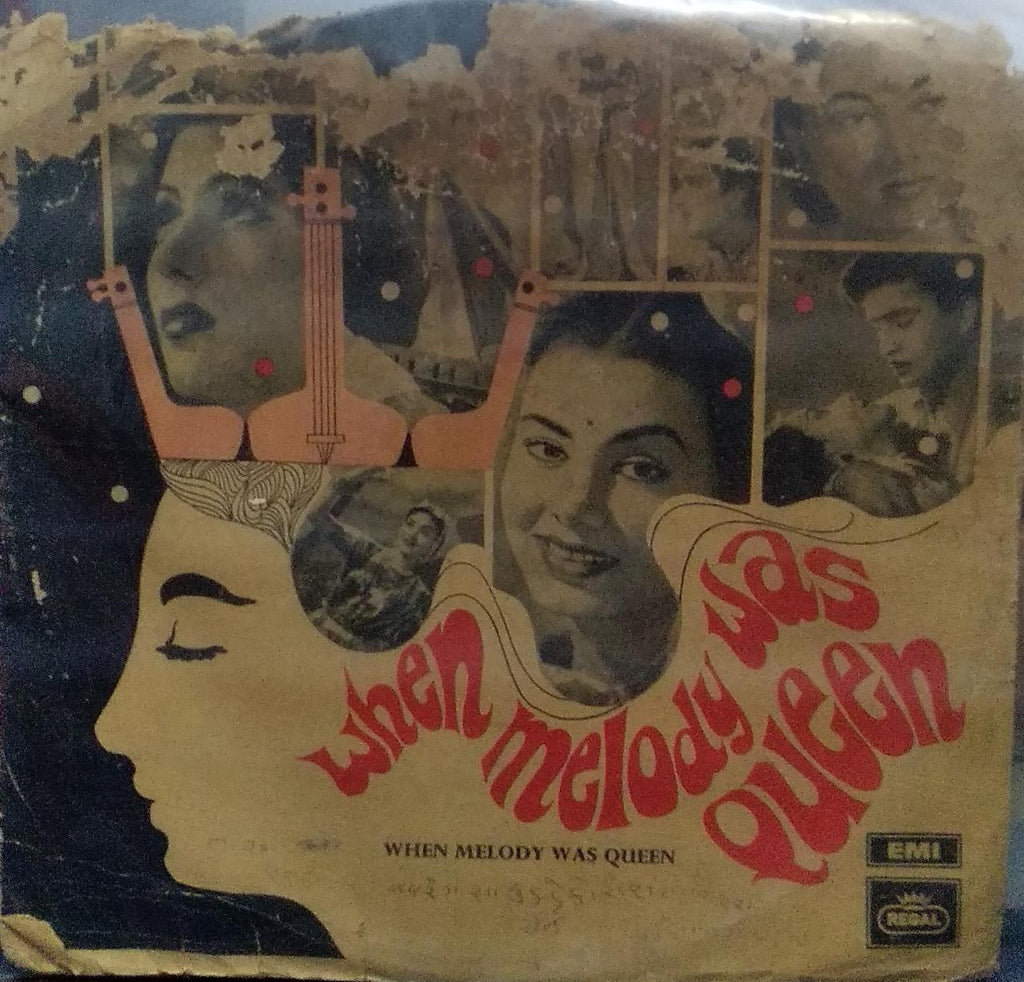 when melody was queen
WHEN MELODY WAS QUEEN
EMI
REGAL